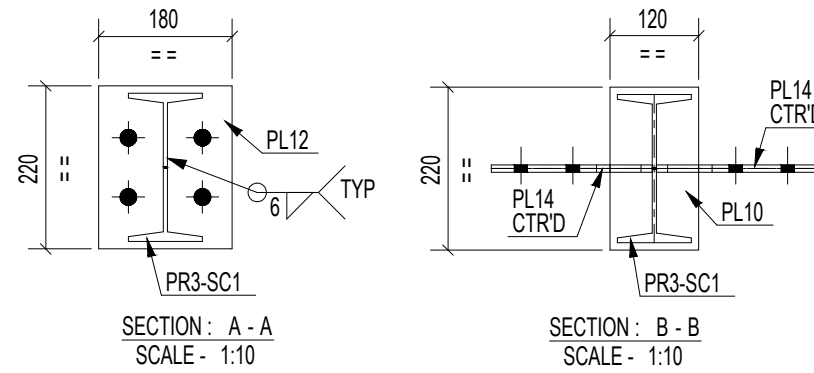 180
= =
220
=
PL12
6
TYP
PR3-SC1
SECTION : A - A
SCALE - 1:10
120
= =
220
=
PL14
CTR'D
PL14
CTR'D
PL10
PR3-SC1
SECTION : B - B
SCALE - 1:10